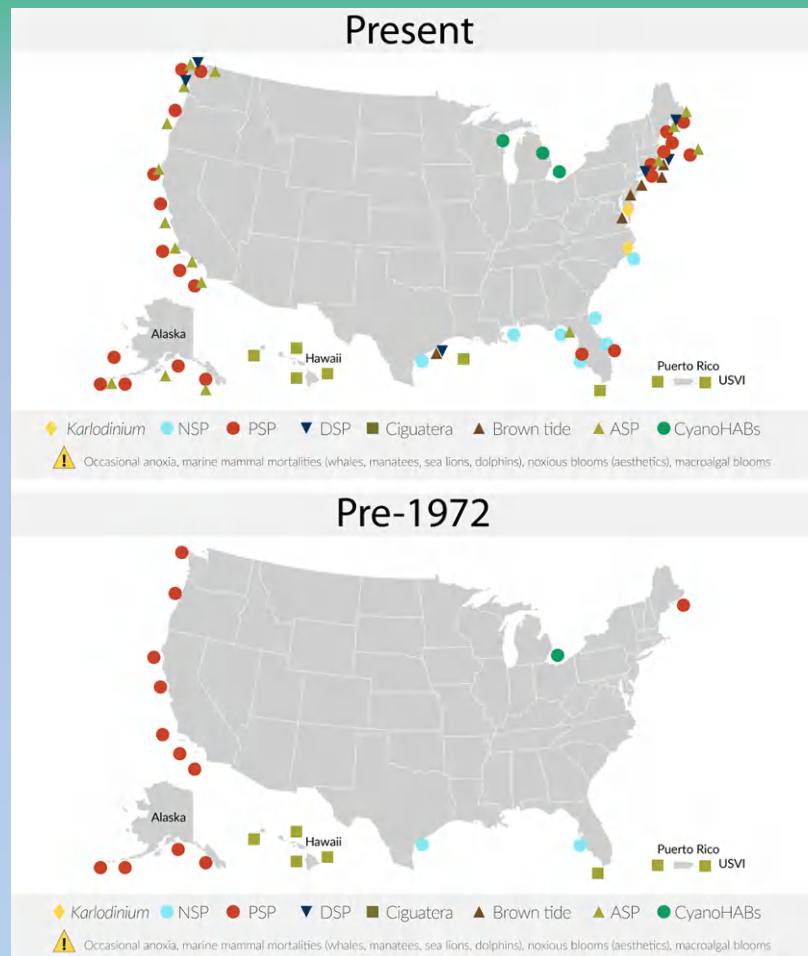 Present
Alaska
Hawaii
Puerto Rico
USVI
Karlodinium NSP PSP DSP Ciguatera Brown tide ASP CyanoHABs
! Occasional anoxia, marine mammal mortalities (whales, manatees, sea lions, dolphins), noxious blooms (aesthetics), macroalgal blooms
Pre-1972
Alaska
Hawaii
Puerto Rico
USVI
Karlodinium NSP PSP DSP Ciguatera Brown tide ASP CyanoHABs
! Occasional anoxia, marine mammal mortalities (whales, manatees, sea lions, dolphins), noxious blooms (aesthetics), macroalgal blooms